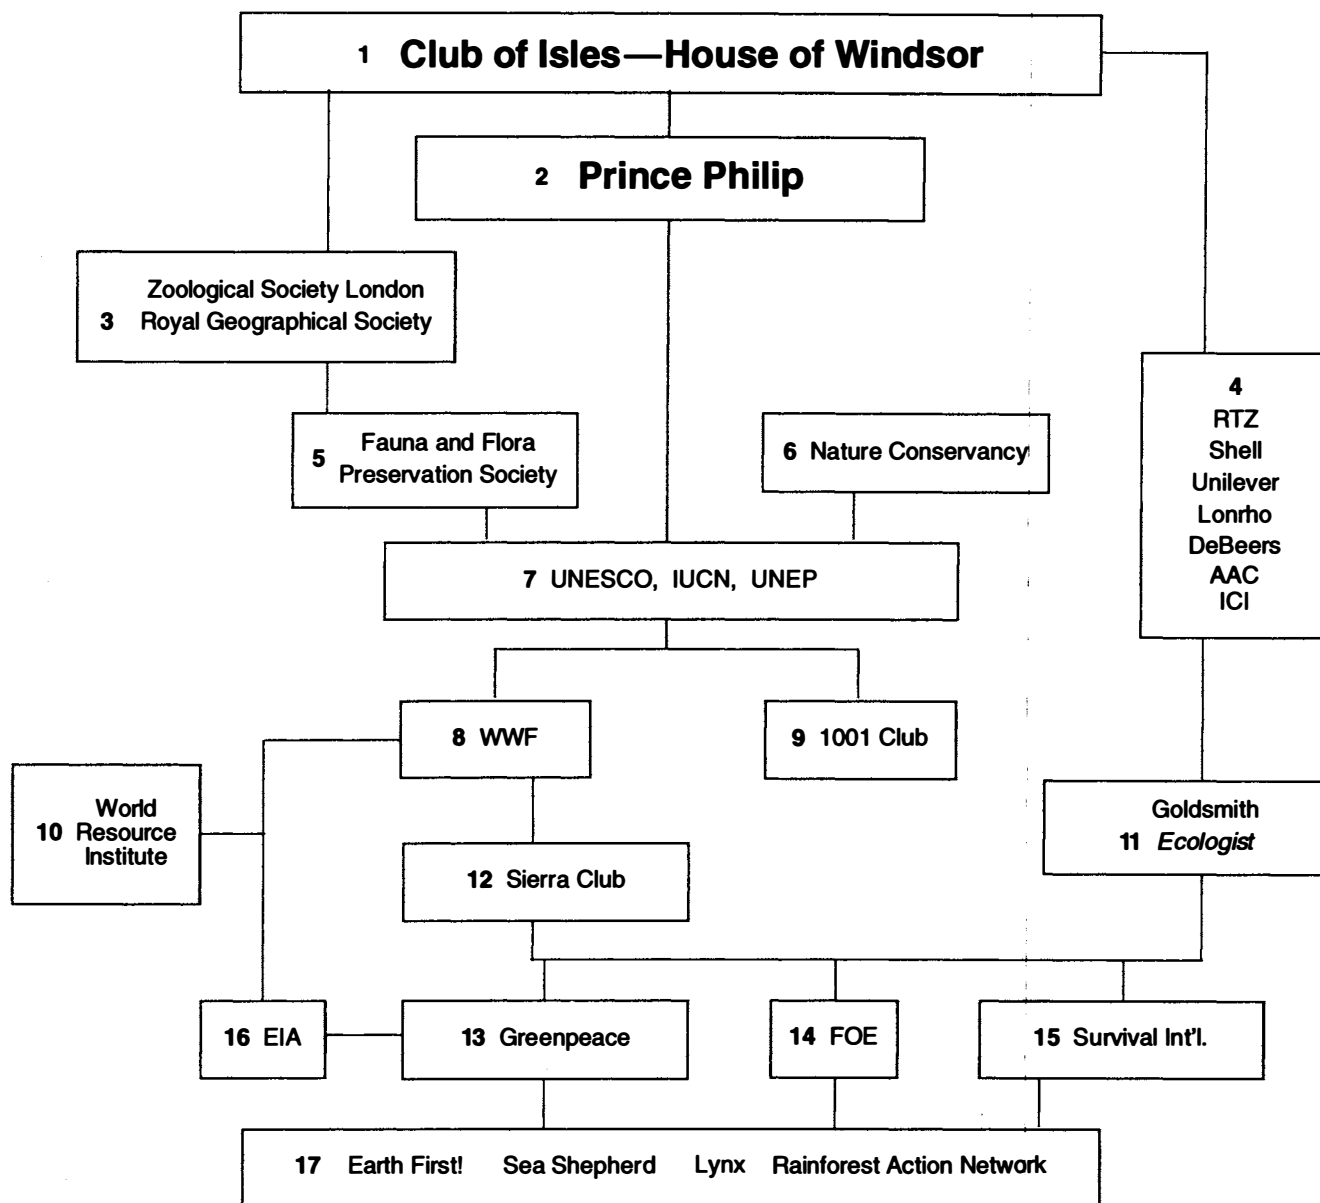 1 Club of Isles—House of Windsor
2 Prince Philip
Zoological Society London
3 Royal Geographical Society
4
RTZ
Shell
Unilever
Lonrho
DeBeers
AAC
ICI
5 Fauna and Flora
Preservation Society
6 Nature Conservancy
7 UNESCO, IUCN, UNEP
8 WWF
9 1001 Club
World
10 Resource
Institute
Goldsmith
11 Ecologist
12 Sierra Club
16 EIA
13 Greenpeace
14 FOE
15 Survival Int'l.
17 Earth First! Sea Shepherd Lynx Rainforest Action Network